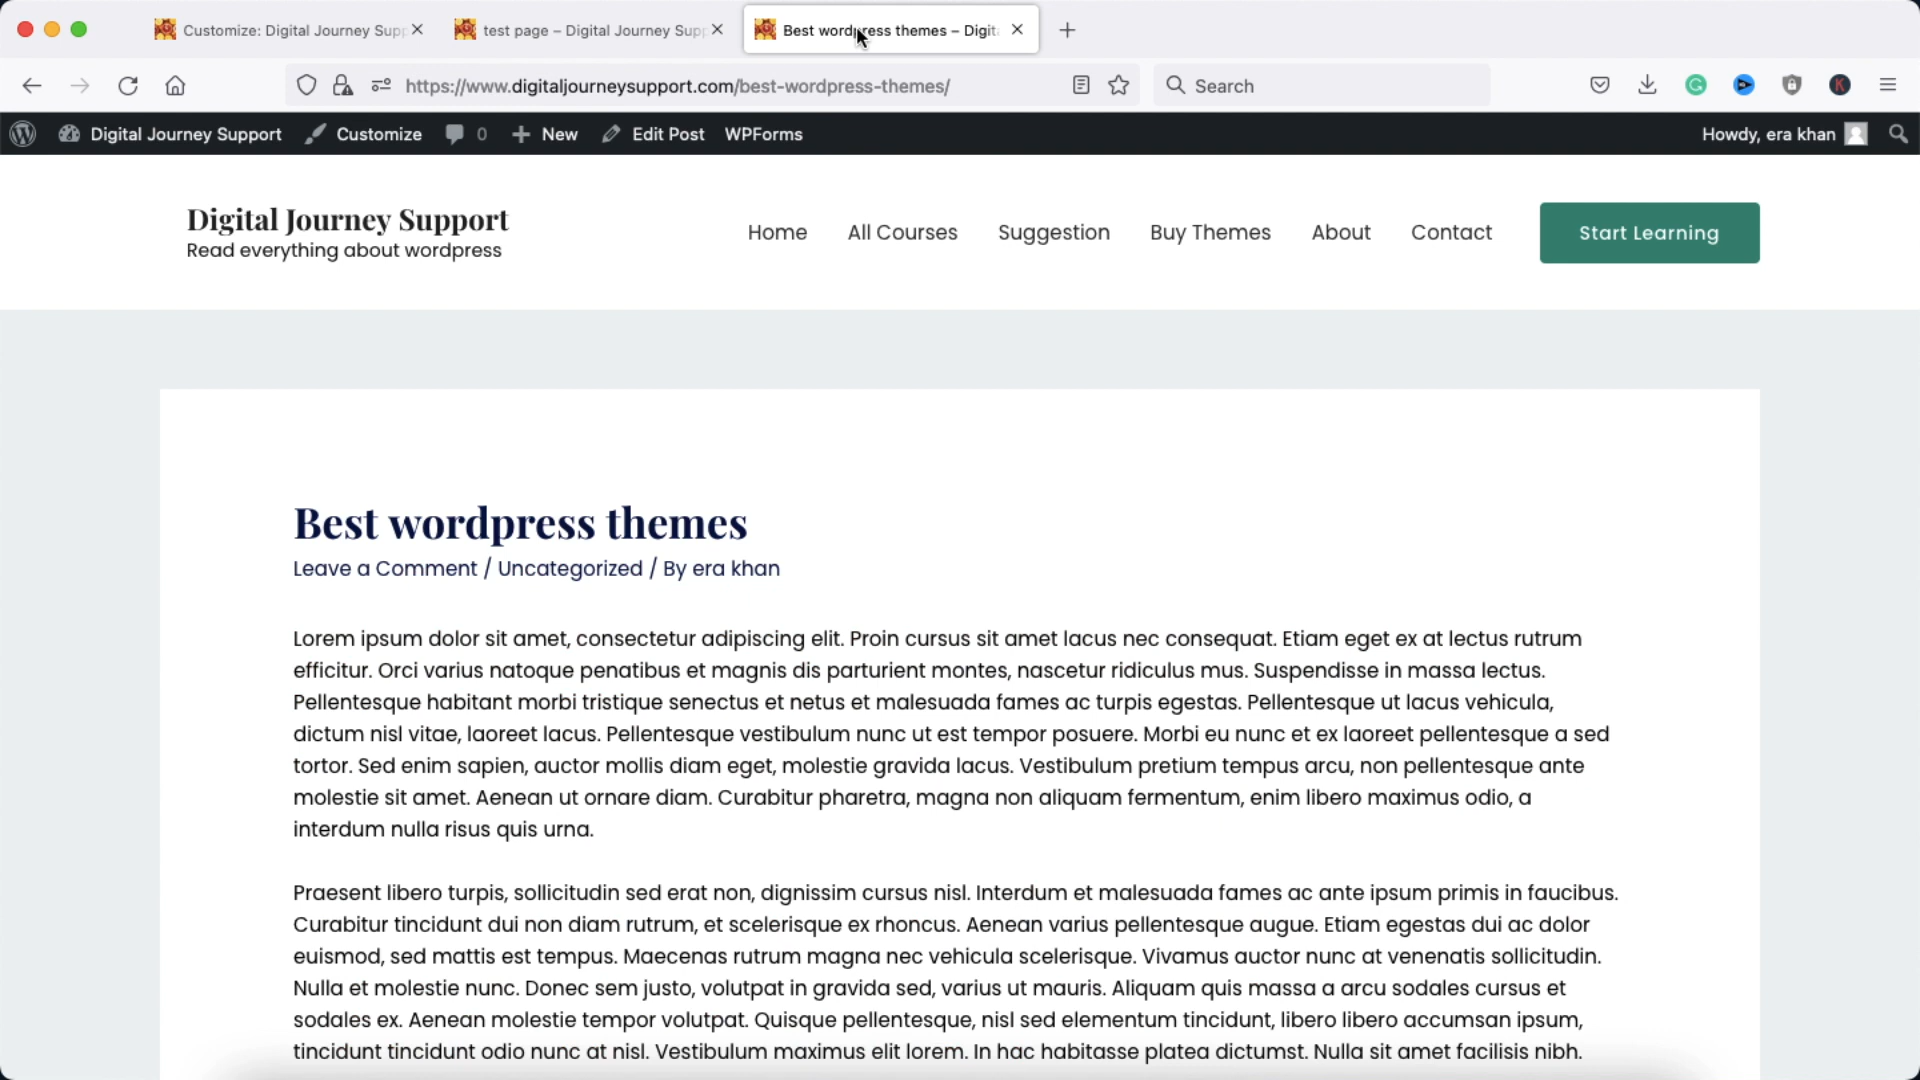 Customize: Digital Journey Supp
test page – Digital Journey Supp
Best wordpress themes – Digit
https://www.digitaljourneysupport.com/best-wordpress-themes/
Search
Digital Journey Support
Customize
0
New
Edit Post
WPForms
Howdy, era khan
Digital Journey Support
Read everything about wordpress
Home
All Courses
Suggestion
Buy Themes
About
Contact
Start Learning
Best wordpress themes
Leave a Comment / Uncategorized / By era khan
Lorem ipsum dolor sit amet, consectetur adipiscing elit. Proin cursus sit amet lacus nec consequat. Etiam eget ex at lectus rutrum
efficitur. Orci varius natoque penatibus et magnis dis parturient montes, nascetur ridiculus mus. Suspendisse in massa lectus.
Pellentesque habitant morbi tristique senectus et netus et malesuada fames ac turpis egestas. Pellentesque ut lacus vehicula,
dictum nisl vitae, laoreet lacus. Pellentesque vestibulum nunc ut est tempor posuere. Morbi eu nunc et ex laoreet pellentesque a sed
tortor. Sed enim sapien, auctor mollis diam eget, molestie gravida lacus. Vestibulum pretium tempus arcu, non pellentesque ante
molestie sit amet. Aenean ut ornare diam. Curabitur pharetra, magna non aliquam fermentum, enim libero maximus odio, a
interdum nulla risus quis urna.
Praesent libero turpis, sollicitudin sed erat non, dignissim cursus nisl. Interdum et malesuada fames ac ante ipsum primis in faucibus.
Curabitur tincidunt dui non diam rutrum, et scelerisque ex rhoncus. Aenean varius pellentesque augue. Etiam egestas dui ac dolor
euismod, sed mattis est tempus. Maecenas rutrum magna nec vehicula scelerisque. Vivamus auctor nunc at venenatis sollicitudin.
Nulla et molestie nunc. Donec sem justo, volutpat in gravida sed, varius ut mauris. Aliquam quis massa a arcu sodales cursus et
sodales ex. Aenean molestie tempor volutpat. Quisque pellentesque, nisl sed elementum tincidunt, libero libero accumsan ipsum,
tincidunt tincidunt odio nunc at nisl. Vestibulum maximus elit lorem. In hac habitasse platea dictumst. Nulla sit amet facilisis nibh.